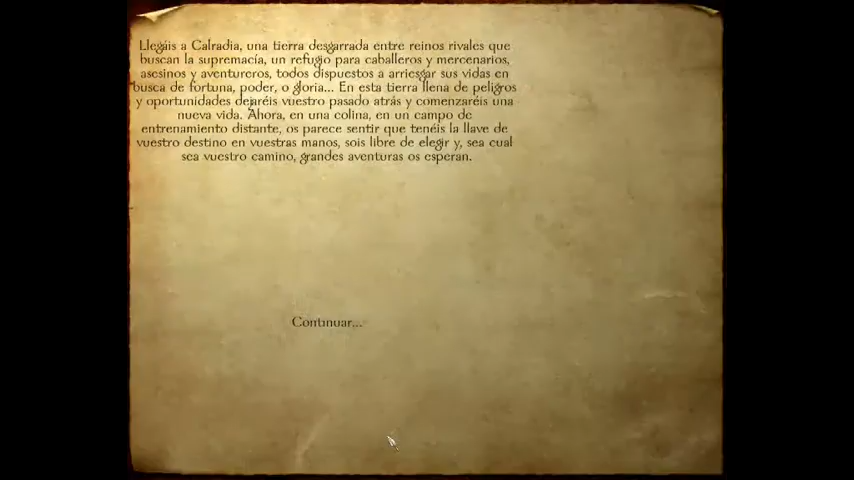 Llegáis a Calradia, una tierra desgarrada entre reinos rivales que
buscan la supremacía, un refugio para caballeros y mercenarios,
asesinos y aventureros, todos dispuestos a arriesgar sus vidas en
busca de fortuna, poder, o gloria... En esta tierra llena de peligros
y oportunidades dejaréis vuestro pasado atrás y comenzaréis una
nueva vida. Ahora, en una colina, en un campo de
entrenamiento distante, os parece sentir que tenéis la llave de
vuestro destino en vuestras manos, sois libre de elegir y, sea cual
sea vuestro camino, grandes aventuras os esperan.
Continuar...